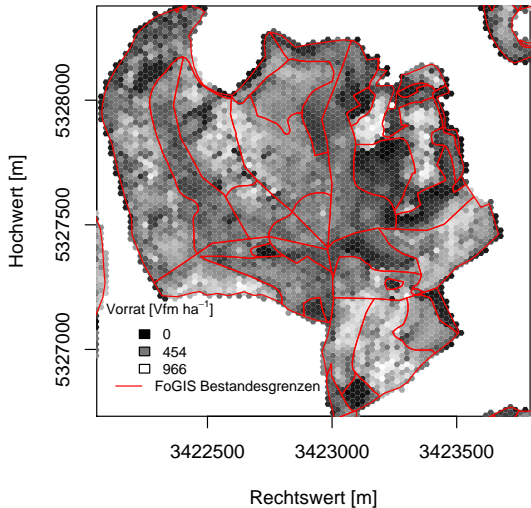 Hochwert [m]
5328000
5327500
5327000
Vorrat [Vfm ha⁻¹]
0
454
966
FoGIS Bestandesgrenzen
3422500 3423000 3423500
Rechtswert [m]